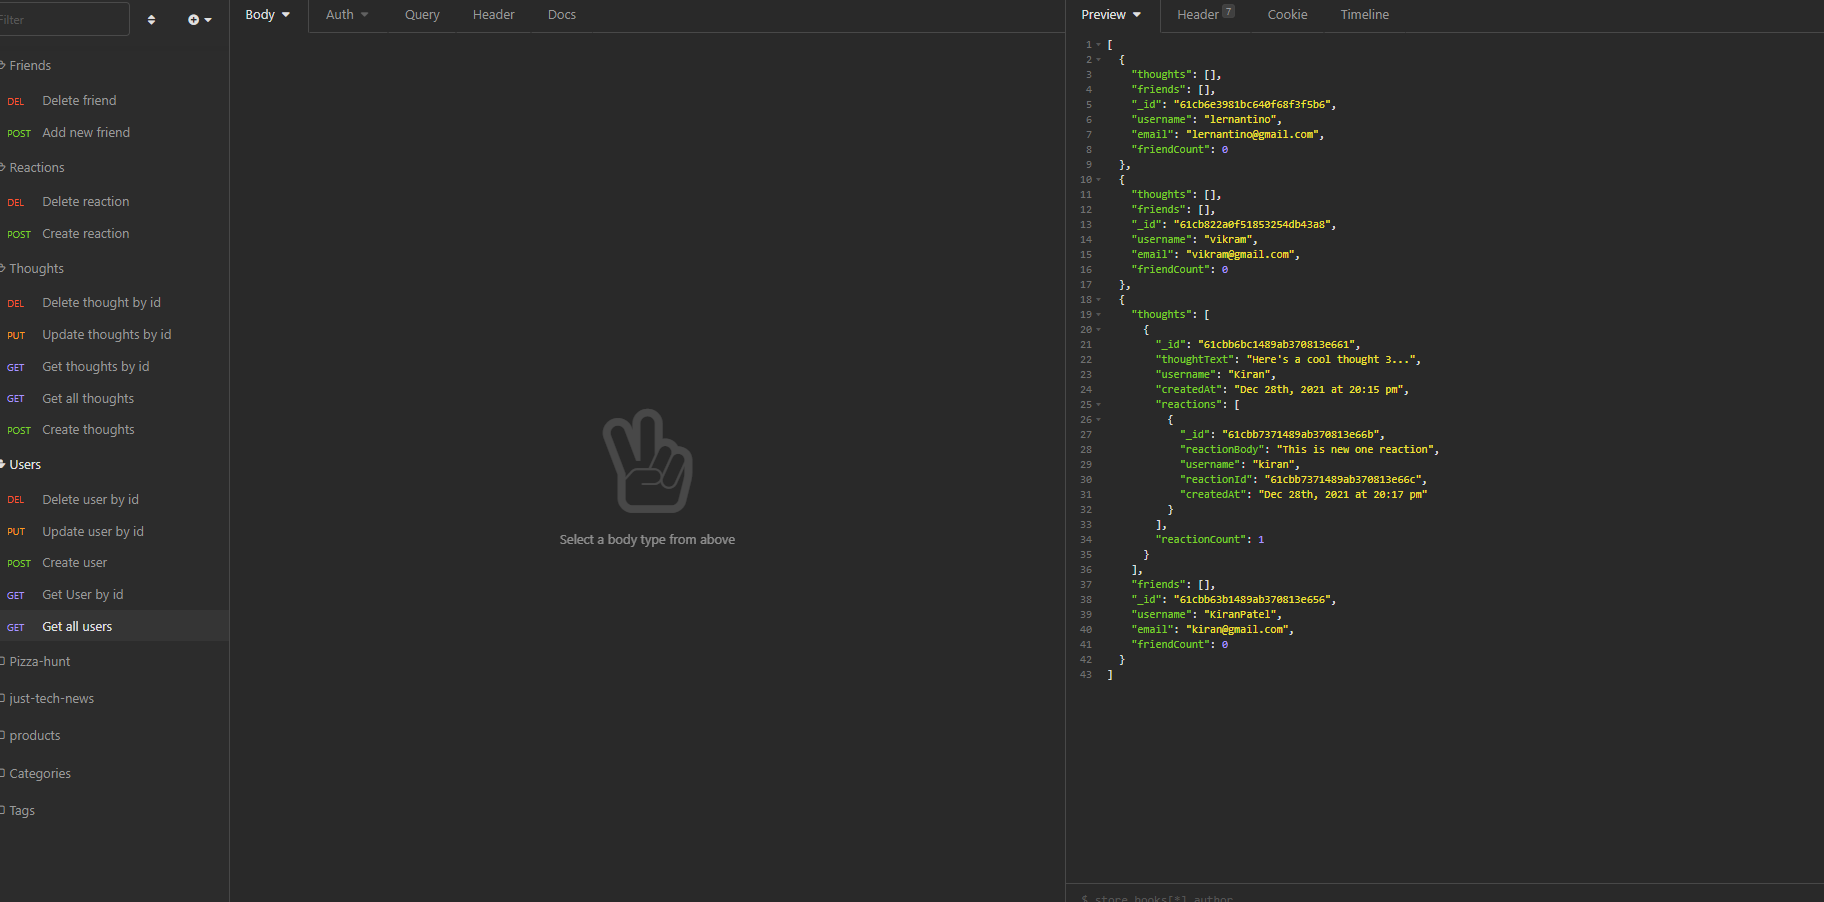 Filter
Friends
DEL Delete friend
POST Add new friend
Reactions
DEL Delete reaction
POST Create reaction
Thoughts
DEL Delete thought by id
PUT Update thoughts by id
GET Get thoughts by id
GET Get all thoughts
POST Create thoughts
Users
DEL Delete user by id
PUT Update user by id
POST Create user
GET Get User by id
GET Get all users
Pizza-hunt
just-tech-news
products
Categories
Tags
Body Auth Query Header Docs
Select a body type from above
Preview Header 7 Cookie Timeline
1 [
2 {
3 "thoughts": [],
4 "friends": [],
5 "_id": "61cb6e3981bc640f68f3f5b6",
6 "username": "lernantino",
7 "email": "lernantino@gmail.com",
8 "friendCount": 0
9 },
10 {
11 "thoughts": [],
12 "friends": [],
13 "_id": "61cb822a0f51853254db43a8",
14 "username": "vikram",
15 "email": "vikram@gmail.com",
16 "friendCount": 0
17 },
18 {
19 "thoughts": [
20 {
21 "_id": "61cbb6bc1489ab370813e661",
22 "thoughtText": "Here's a cool thought 3...",
23 "username": "Kiran",
24 "createdAt": "Dec 28th, 2021 at 20:15 pm",
25 "reactions": [
26 {
27 "_id": "61cbb7371489ab370813e66b",
28 "reactionBody": "This is new one reaction",
29 "username": "kiran",
30 "reactionId": "61cbb7371489ab370813e66c",
31 "createdAt": "Dec 28th, 2021 at 20:17 pm"
32 }
33 ],
34 "reactionCount": 1
35 }
36 ],
37 "friends": [],
38 "_id": "61cbb63b1489ab370813e656",
39 "username": "KiranPatel",
40 "email": "kiran@gmail.com",
41 "friendCount": 0
42 }
43 ]
$.store.books[*].author